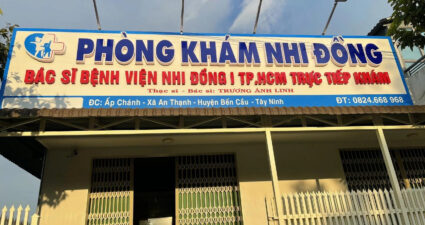 PHÒNG KHÁM NHI ĐỒNG
BÁC SĨ BỆNH VIỆN NHI ĐỒNG 1 TP.HCM TRỰC TIẾP KHÁM
Thạc sĩ - Bác sĩ: TRƯƠNG ÁNH LINH
ĐC: Ấp Chánh - Xã An Thạnh - Huyện Bến Cầu - Tây Ninh
ĐT: 0824.668 968